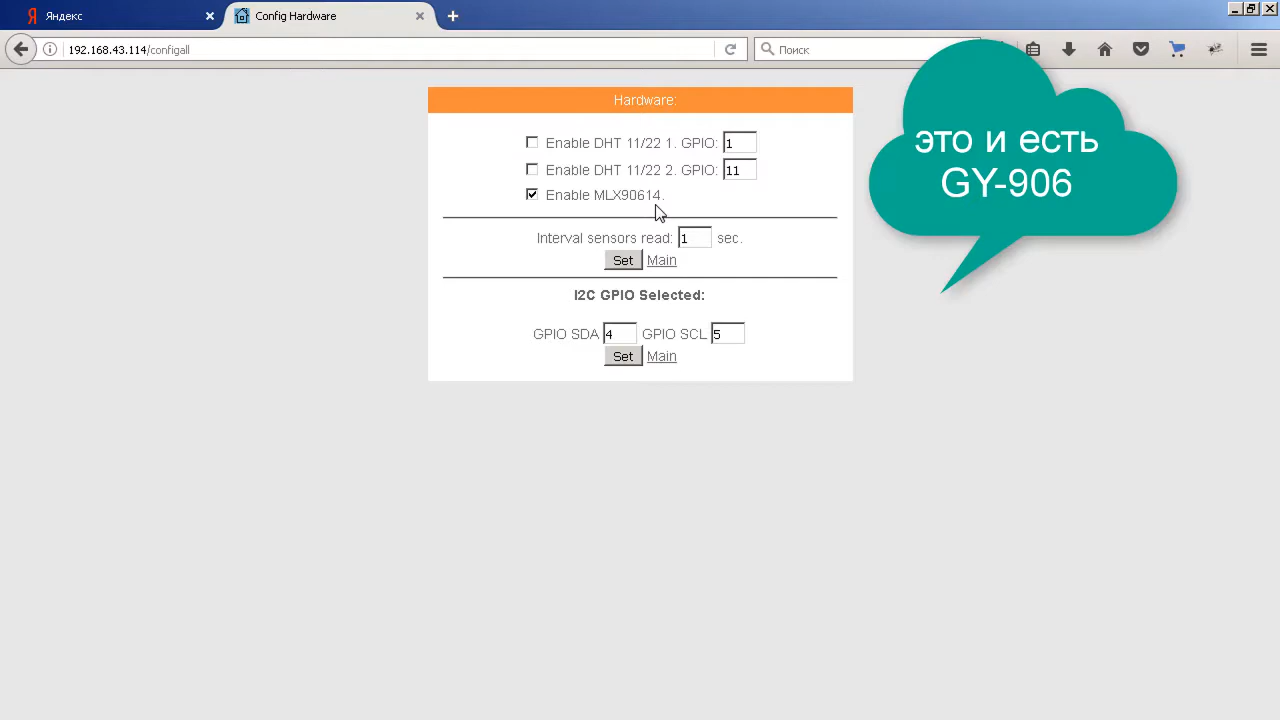 Яндекс
Config Hardware
192.168.43.114/configall
Поиск
Hardware:
Enable DHT 11/22 1. GPIO: 1
Enable DHT 11/22 2. GPIO: 11
Enable MLX90614.
Interval sensors read: 1 sec.
Set Main
I2C GPIO Selected:
GPIO SDA 4 GPIO SCL 5
Set Main
это и есть
GY-906